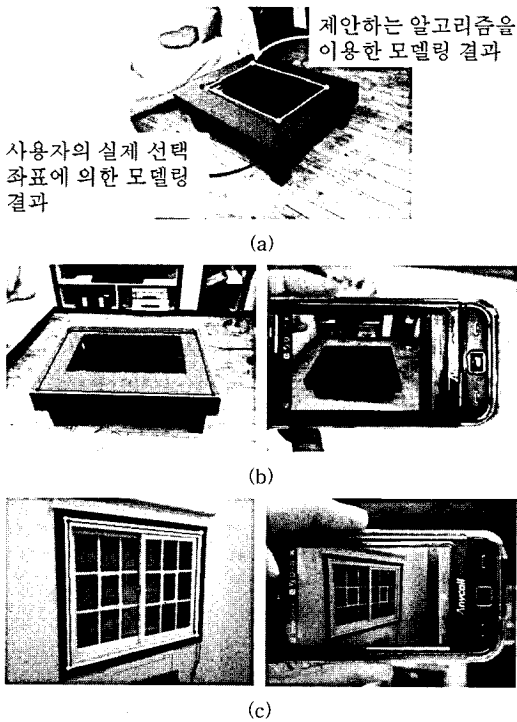 제안하는 알고리즘을
이용한 모델링 결과
사용자의 실제 선택
좌표에 의한 모델링
결과
(a)
(b)
Anycall
(c)